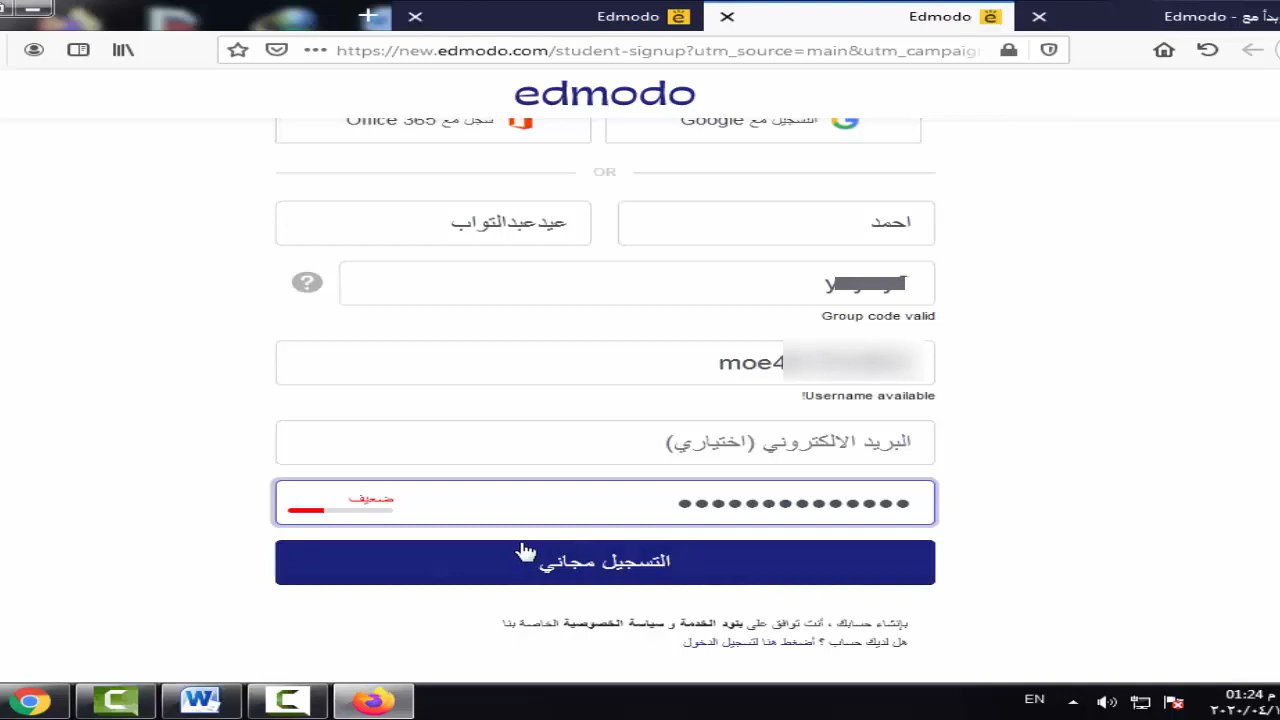 Edmodo
Edmodo
بدأ مع - Edmodo
https://new.edmodo.com/student-signup?utm_source=main&utm_campaig
edmodo
التسجيل مع Google
سجل مع Office 365
OR
احمد
عيدعبدالتواب
?
Group code valid
moe4
!Username available
البريد الالكتروني (اختياري)
ضعيف
التسجيل مجاني
بإنشاء حسابك ، أنت توافق على بنود الخدمة و سياسة الخصوصية الخاصة بنا
هل لديك حساب ؟ أضغط هنا لتسجيل الدخول
EN
01:24 م